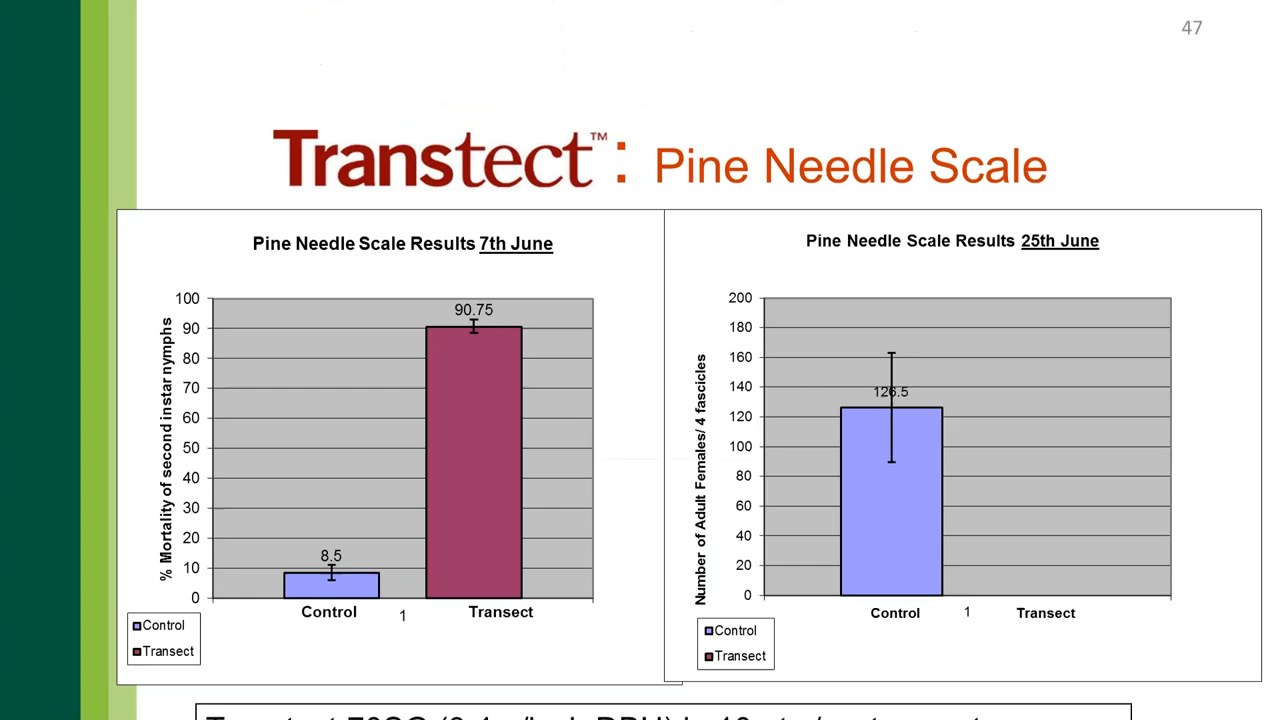 47
Transtect™: Pine Needle Scale
Pine Needle Scale Results 7th June
% Mortality of second instar nymphs
100
90
80
70
60
50
40
30
20
10
0
8.5
90.75
Control
1
Transect
Control
Transect
Pine Needle Scale Results 25th June
Number of Adult Females/ 4 fascicles
200
180
160
140
120
100
80
60
40
20
0
126.5
Control
1
Transect
Control
Transect